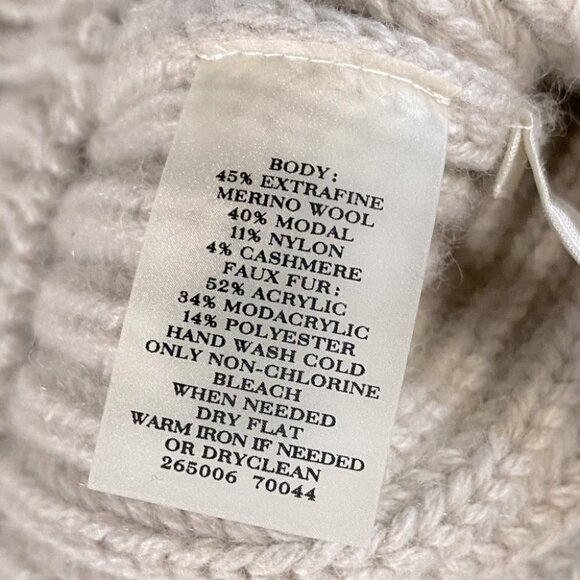 BODY:
45% EXTRAFINE
MERINO WOOL
40% MODAL
11% NYLON
4% CASHMERE
FAUX FUR:
52% ACRYLIC
34% MODACRYLIC
14% POLYESTER
HAND WASH COLD
ONLY NON-CHLORINE
BLEACH
WHEN NEEDED
DRY FLAT
WARM IRON IF NEEDED
OR DRYCLEAN
265006 70044